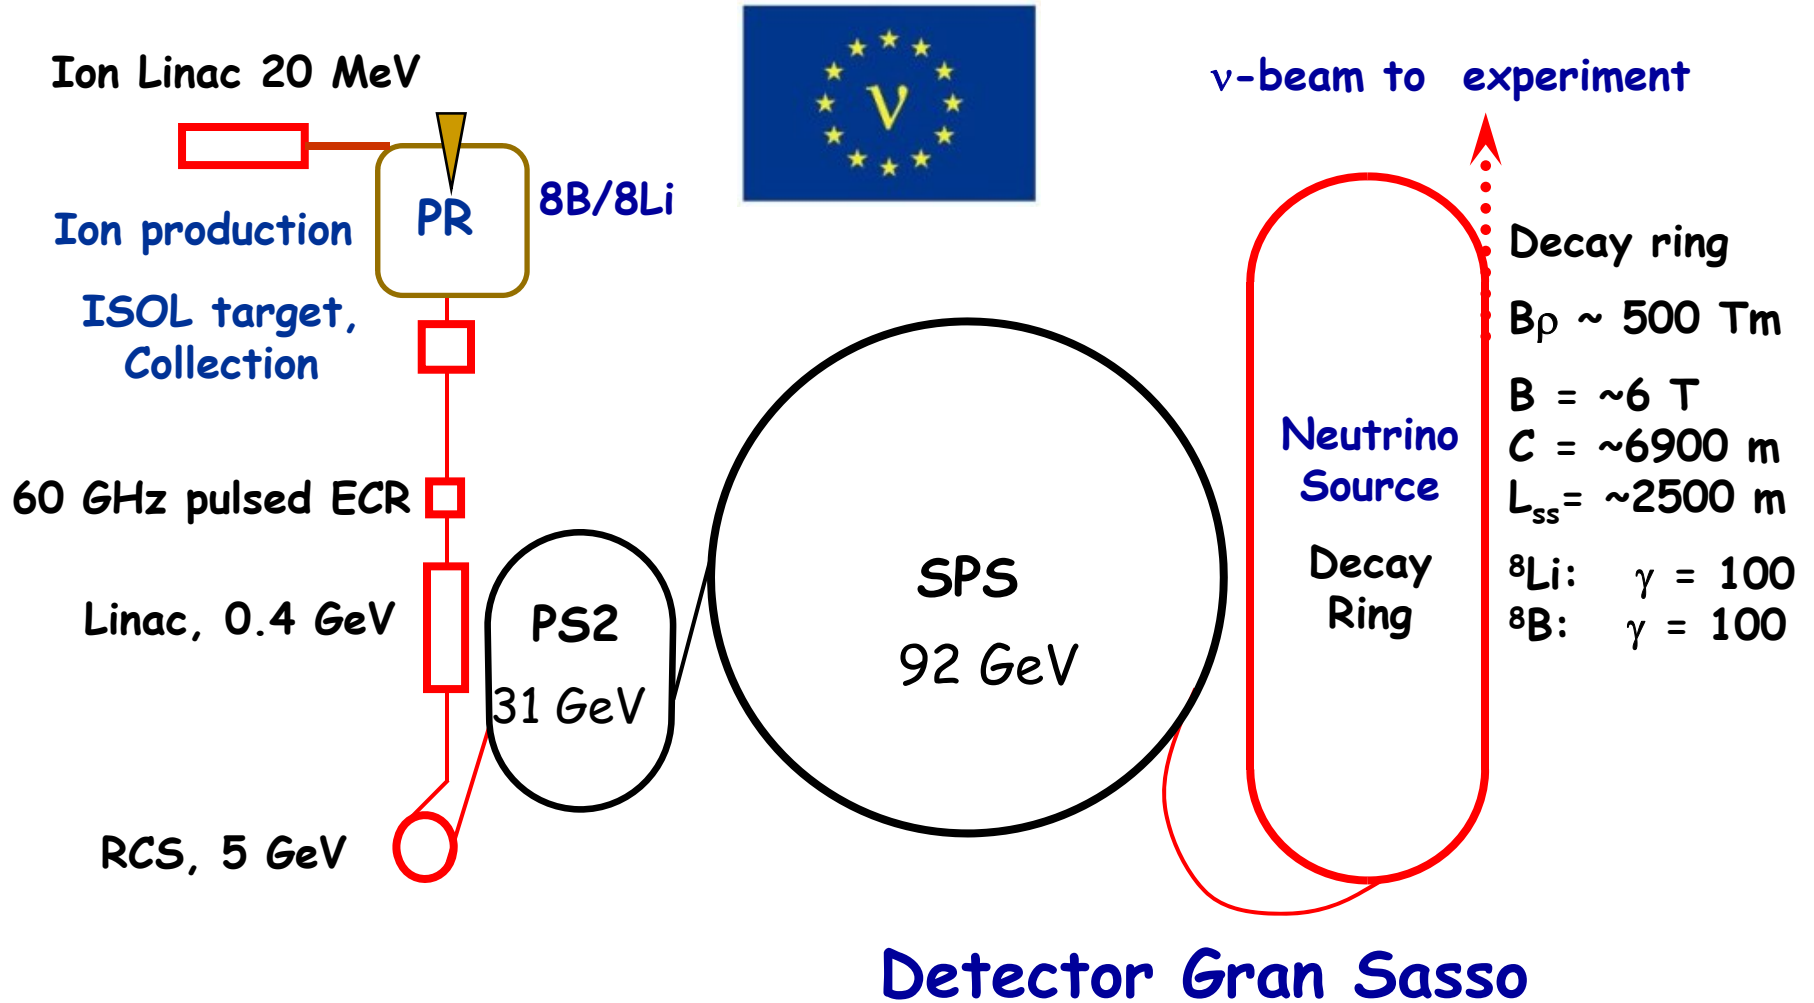 Ion Linac 20 MeV
ν
ν-beam to experiment
PR
8B/8Li
Ion production
ISOL target,
Collection
60 GHz pulsed ECR
Linac, 0.4 GeV
RCS, 5 GeV
PS2
31 GeV
SPS
92 GeV
Neutrino
Source
Decay
Ring
Decay ring
Bρ ~ 500 Tm
B = ~6 T
C = ~6900 m
Lss= ~2500 m
⁸Li: γ = 100
⁸B: γ = 100
Detector Gran Sasso